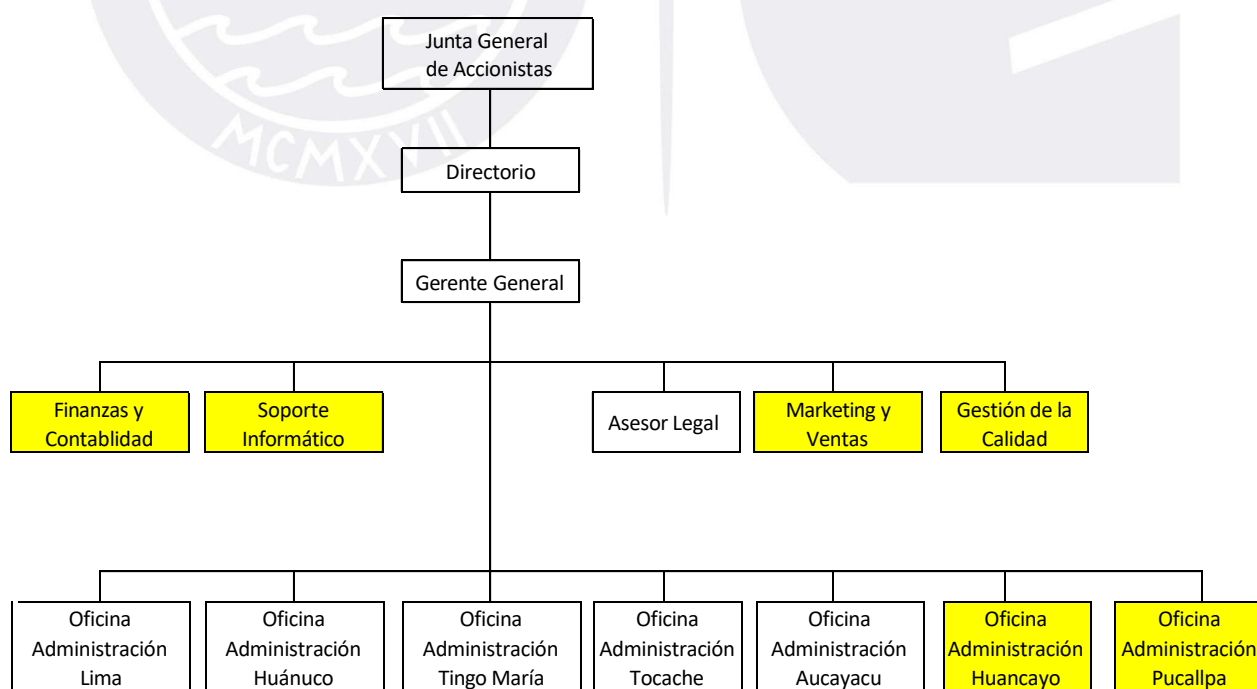 Junta General
de Accionistas
MCMXVII
Directorio
Gerente General
Finanzas y
Contablidad
Soporte
Informático
Asesor Legal
Marketing y
Ventas
Gestión de la
Calidad
Oficina
Administración
Lima
Oficina
Administración
Huánuco
Oficina
Administración
Tingo María
Oficina
Administración
Tocache
Oficina
Administración
Aucayacu
Oficina
Administración
Huancayo
Oficina
Administración
Pucallpa